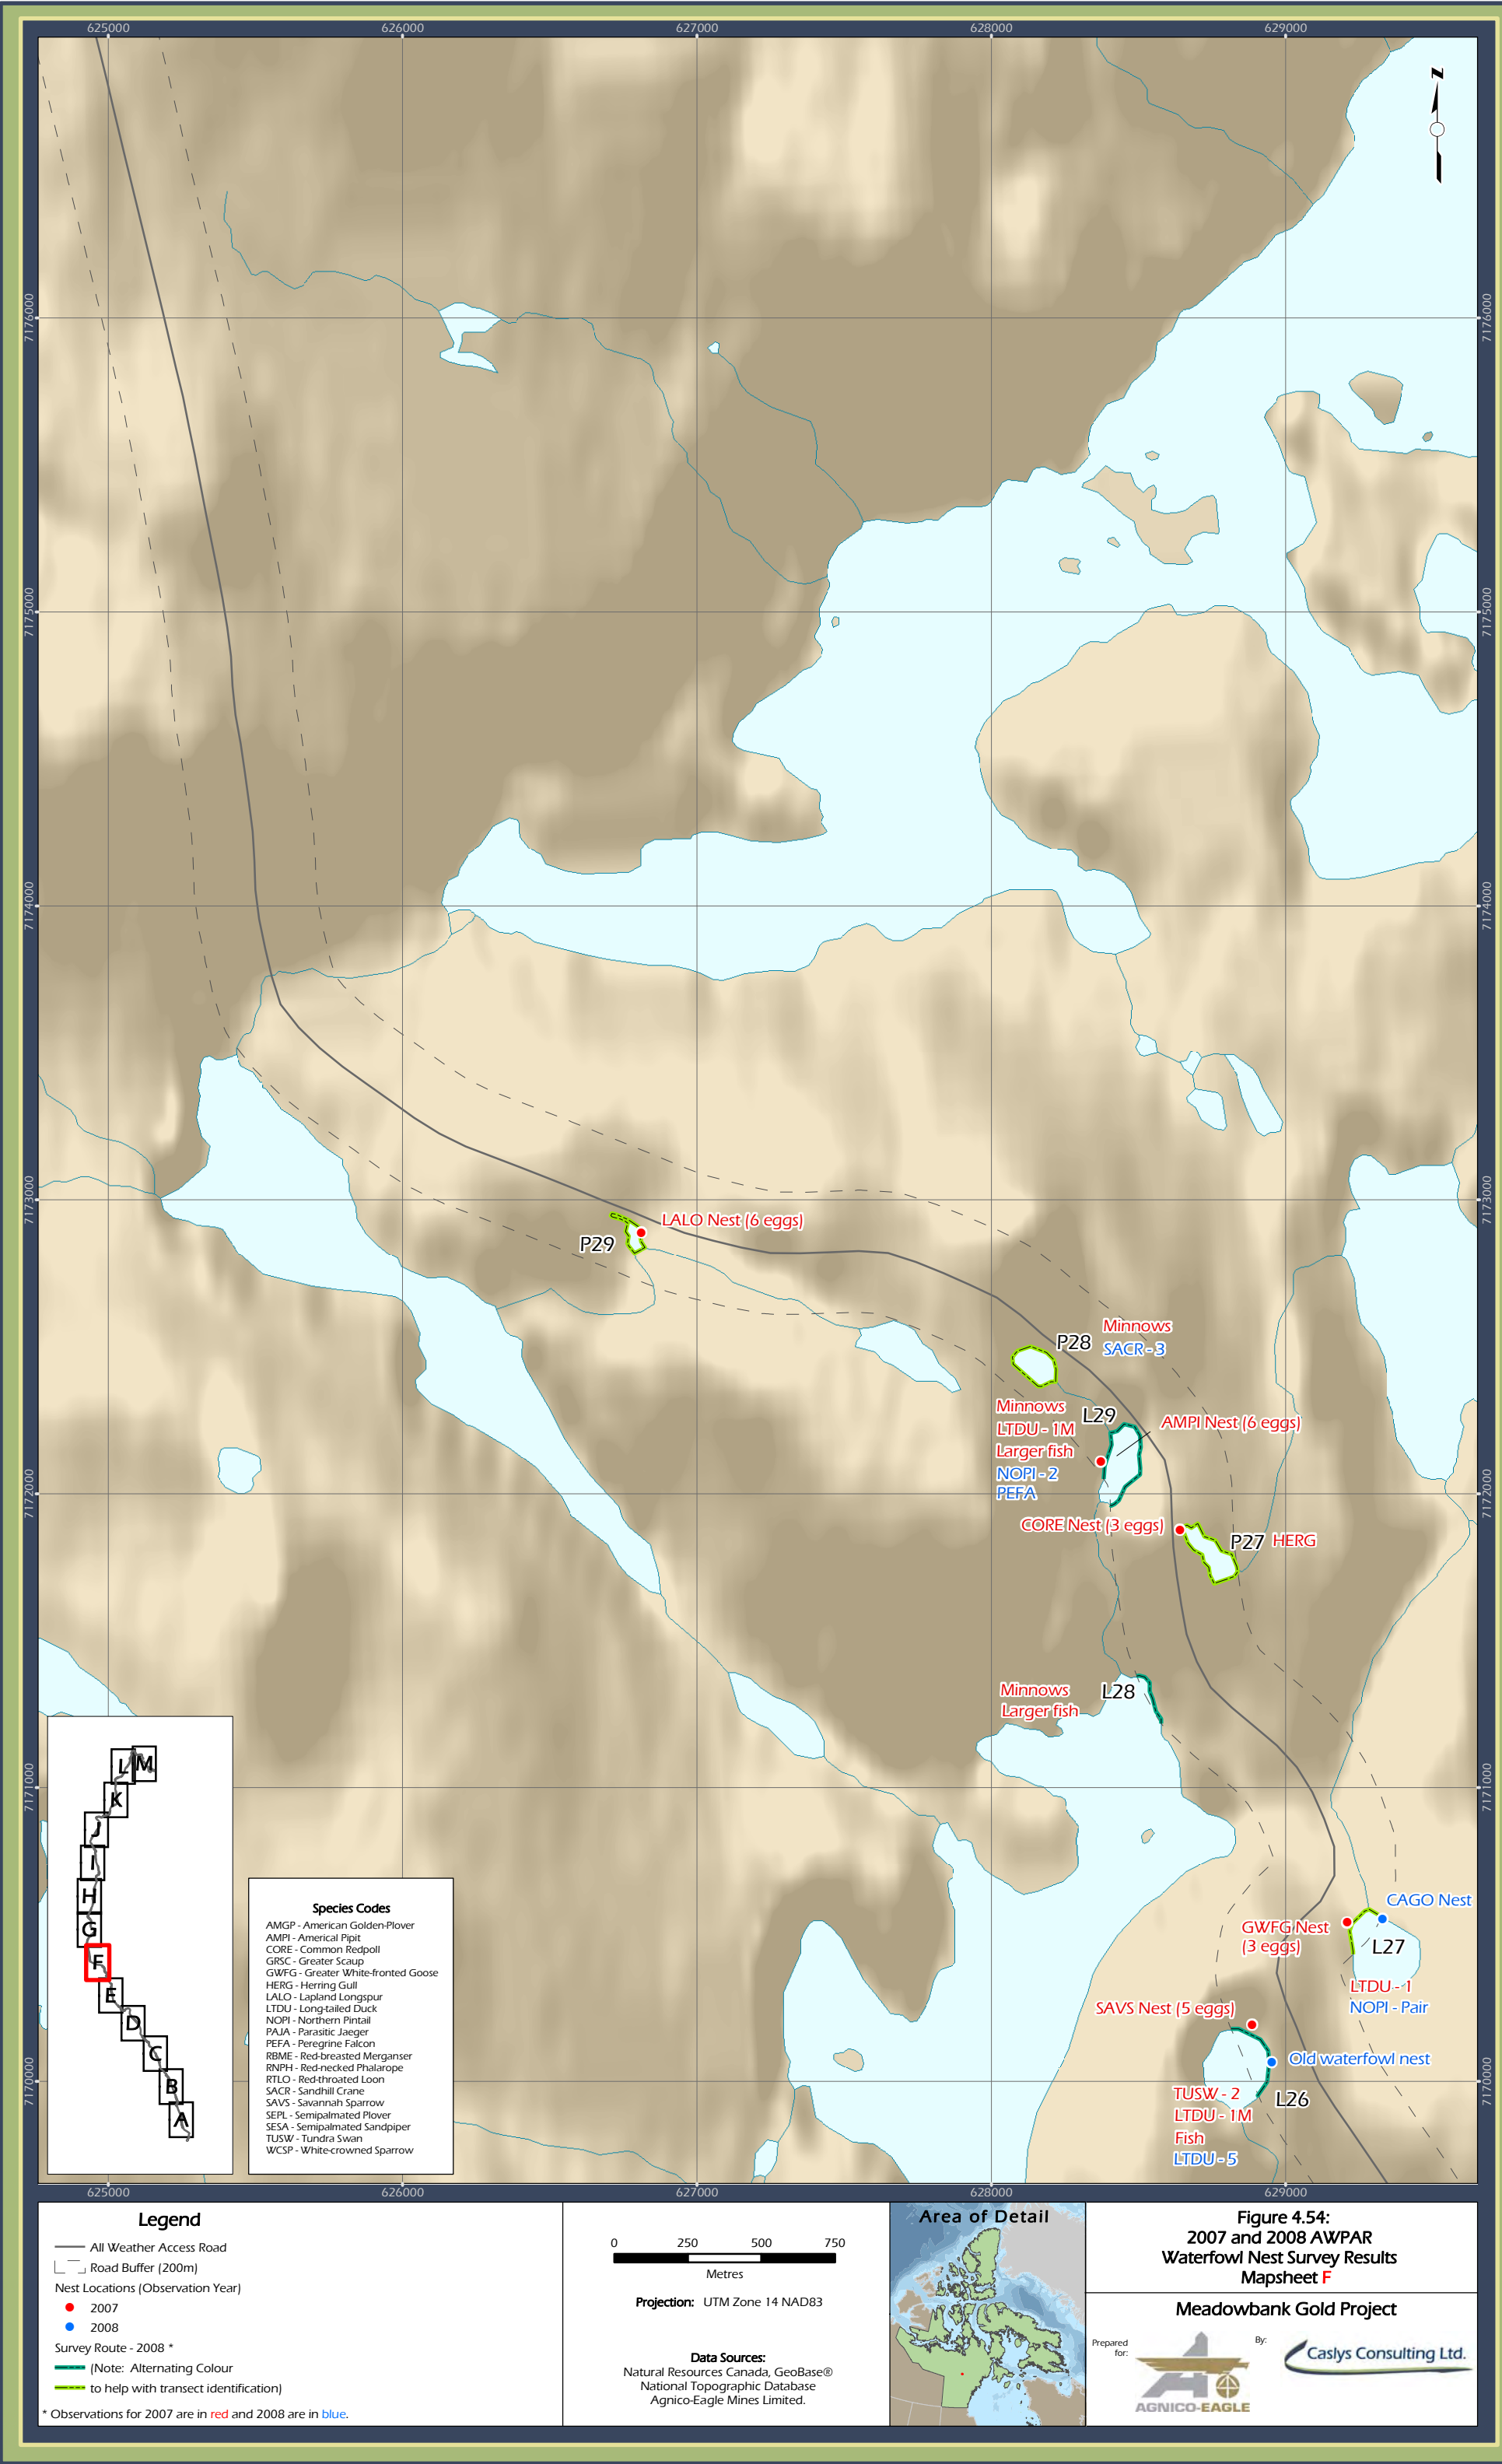 625000
626000
627000
628000
629000
N
7176000
7176000
7175000
7175000
7174000
7174000
7173000
7173000
LALO Nest (6 eggs)
P29
Minnows
P28
SACR - 3
Minnows
L29
LTDU - 1M
AMPI Nest (6 eggs)
Larger fish
NOPI - 2
PEFA
7172000
7172000
CORE Nest (3 eggs)
P27
HERG
Minnows
L28
Larger fish
7171000
7171000
CAGO Nest
GWFG Nest
(3 eggs)
L27
LTDU - 1
NOPI - Pair
SAVS Nest (5 eggs)
Old waterfowl nest
7170000
7170000
TUSW - 2
L26
LTDU - 1M
Fish
LTDU - 5
L
M
K
J
I
H
G
F
E
D
C
B
A
Species Codes
AMGP - American Golden-Plover
AMPI - Americal Pipit
CORE - Common Redpoll
GRSC - Greater Scaup
GWFG - Greater White-fronted Goose
HERG - Herring Gull
LALO - Lapland Longspur
LTDU - Long-tailed Duck
NOPI - Northern Pintail
PAJA - Parasitic Jaeger
PEFA - Peregrine Falcon
RBME - Red-breasted Merganser
RNPH - Red-necked Phalarope
RTLO - Red-throated Loon
SACR - Sandhill Crane
SAVS - Savannah Sparrow
SEPL - Semipalmated Plover
SESA - Semipalmated Sandpiper
TUSW - Tundra Swan
WCSP - White-crowned Sparrow
625000
626000
627000
628000
629000
Legend
All Weather Access Road
Road Buffer (200m)
Nest Locations (Observation Year)
2007
2008
Survey Route - 2008 *
(Note: Alternating Colour
to help with transect identification)
* Observations for 2007 are in red and 2008 are in blue.
0 250 500 750
Metres
Projection: UTM Zone 14 NAD83
Data Sources:
Natural Resources Canada, GeoBase®
National Topographic Database
Agnico-Eagle Mines Limited.
Area of Detail
Figure 4.54:
2007 and 2008 AWPAR
Waterfowl Nest Survey Results
Mapsheet F
Meadowbank Gold Project
Prepared
for:
AGNICO-EAGLE
By:
Caslys Consulting Ltd.